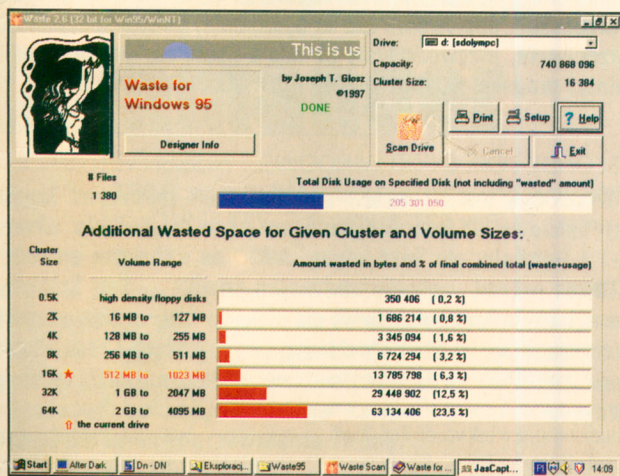 Waste 2.6 (32 bit for Win95/WinNT)
This is us
Waste for
Windows 95
by Joseph T. Glosz
©1997
DONE
Designer Info
Drive:
d: [sdolympc]
Capacity:
740 868 096
Cluster Size:
16 384
Scan Drive
Print
Setup
Help
Cancel
Exit
# Files
1 380
Total Disk Usage on Specified Disk (not including "wasted" amount)
205 301 050
Additional Wasted Space for Given Cluster and Volume Sizes:
Cluster
Size
Volume Range
Amount wasted in bytes and % of final combined total (waste+usage)
0.5K high density floppy disks 350 406 ( 0,2 %)
2K 16 MB to 127 MB 1 686 214 ( 0,8 %)
4K 128 MB to 255 MB 3 345 094 ( 1,6 %)
8K 256 MB to 511 MB 6 724 294 ( 3,2 %)
16K 512 MB to 1023 MB 13 785 798 ( 6,3 %)
32K 1 GB to 2047 MB 29 448 902 (12,5 %)
64K 2 GB to 4095 MB 63 134 406 (23,5 %)
the current drive
Start
After Dark
Dn - DN
Eksploracj...
Waste95
Waste Scan
Waste for ...
JasCapt...
14:09